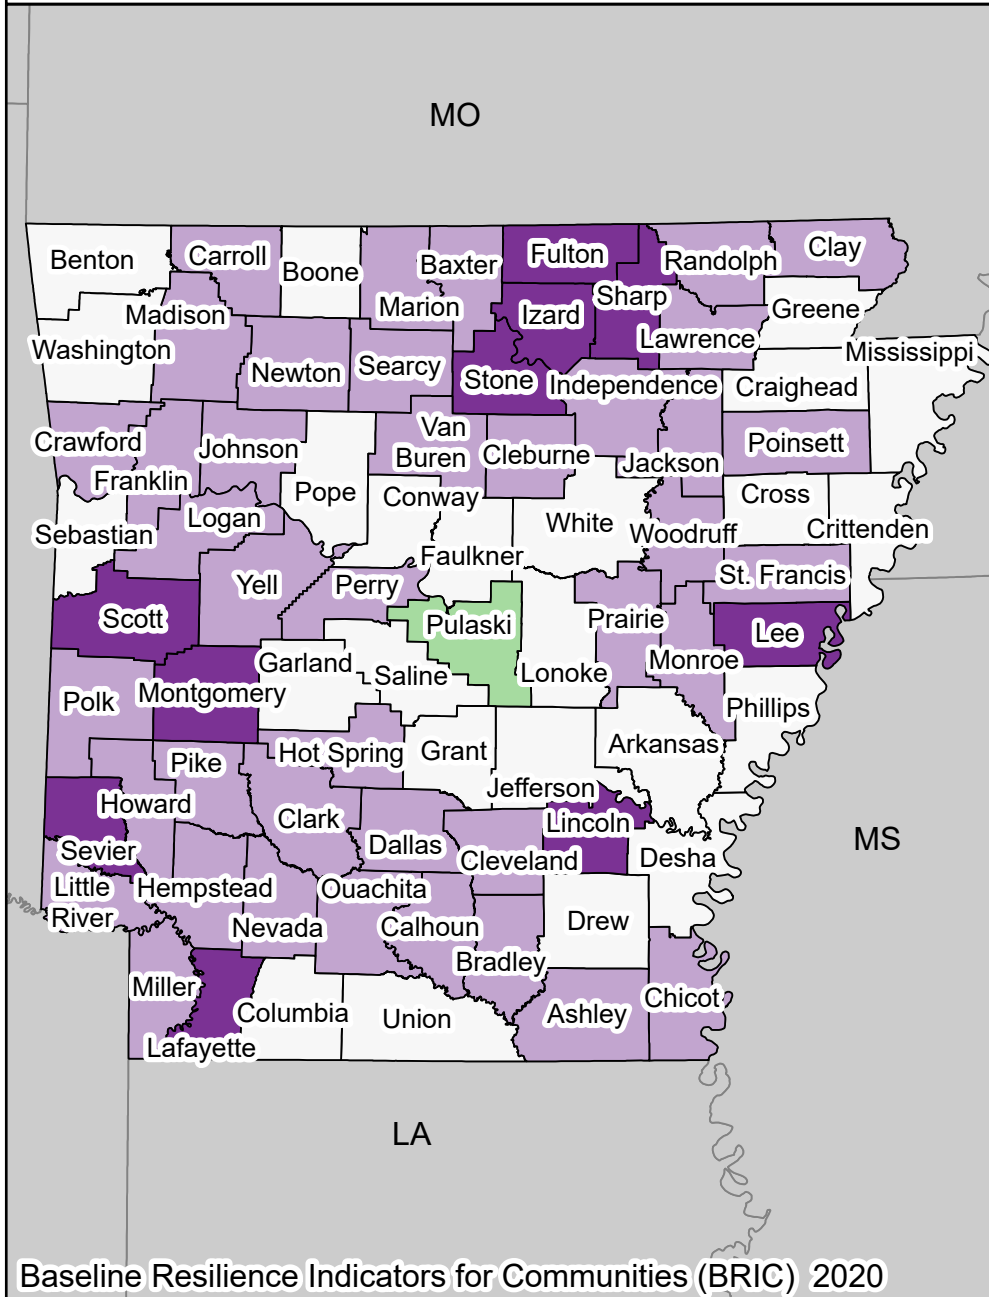 MO
Benton
Carroll
Boone
Baxter
Fulton
Randolph
Clay
Marion
Sharp
Madison
Izard
Greene
Washington
Lawrence
Mississippi
Newton
Searcy
Stone
Independence
Craighead
Crawford
Johnson
Van
Buren
Cleburne
Jackson
Poinsett
Franklin
Pope
Conway
Cross
Logan
White
Sebastian
Woodruff
Crittenden
Faulkner
Yell
Perry
St. Francis
Scott
Pulaski
Prairie
Lee
Garland
Saline
Lonoke
Monroe
Polk
Montgomery
Phillips
Pike
Hot Spring
Grant
Arkansas
Howard
Jefferson
Clark
Lincoln
Sevier
Dallas
Cleveland
Desha
MS
Little
River
Hempstead
Ouachita
Nevada
Calhoun
Drew
Bradley
Miller
Columbia
Union
Ashley
Chicot
Lafayette
LA
Baseline Resilience Indicators for Communities (BRIC) 2020